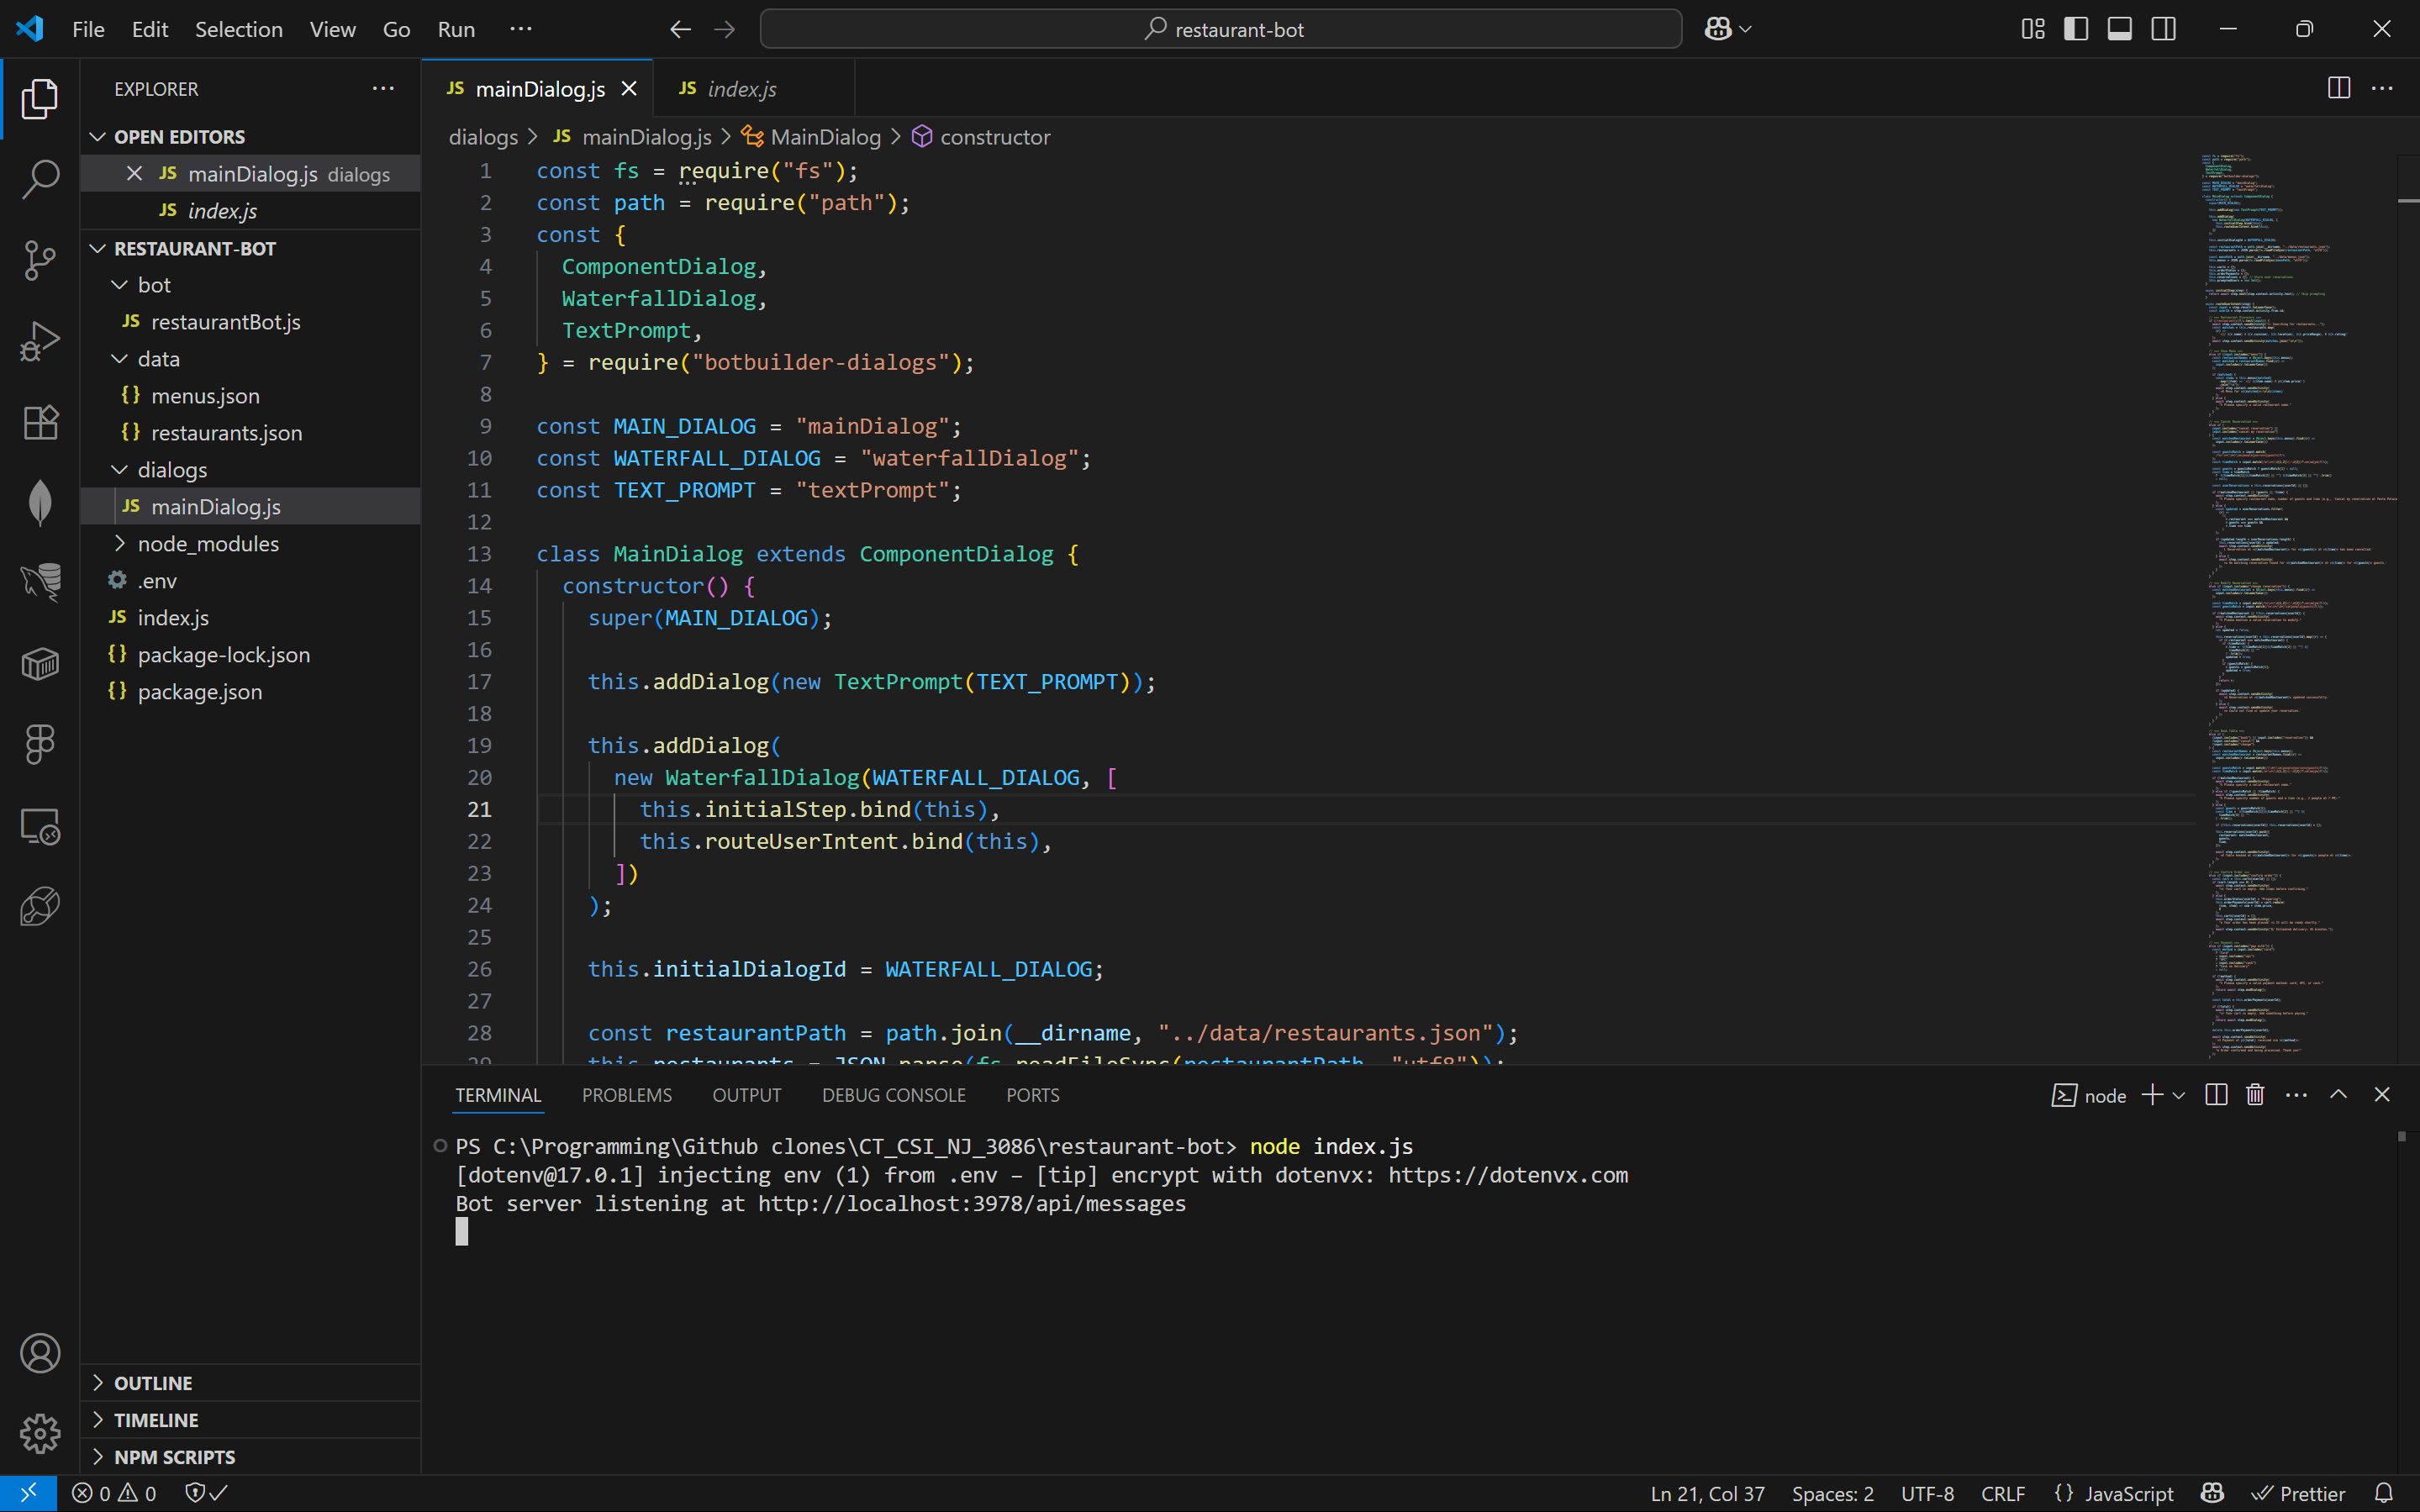 File Edit Selection View Go Run ··· restaurant-bot
EXPLORER
OPEN EDITORS
JS mainDialog.js dialogs
JS index.js
RESTAURANT-BOT
bot
JS restaurantBot.js
data
{} menus.json
{} restaurants.json
dialogs
JS mainDialog.js
node_modules
.env
JS index.js
{} package-lock.json
{} package.json
OUTLINE
TIMELINE
NPM SCRIPTS
JS mainDialog.js JS index.js
dialogs > JS mainDialog.js > MainDialog > constructor
1 const fs = require("fs");
2 const path = require("path");
3 const {
4 ComponentDialog,
5 WaterfallDialog,
6 TextPrompt,
7 } = require("botbuilder-dialogs");
8
9 const MAIN_DIALOG = "mainDialog";
10 const WATERFALL_DIALOG = "waterfallDialog";
11 const TEXT_PROMPT = "textPrompt";
12
13 class MainDialog extends ComponentDialog {
14 constructor() {
15 super(MAIN_DIALOG);
16
17 this.addDialog(new TextPrompt(TEXT_PROMPT));
18
19 this.addDialog(
20 new WaterfallDialog(WATERFALL_DIALOG, [
21 this.initialStep.bind(this),
22 this.routeUserIntent.bind(this),
23 ])
24 );
25
26 this.initialDialogId = WATERFALL_DIALOG;
27
28 const restaurantPath = path.join(__dirname, "../data/restaurants.json");
29 this.restaurants = JSON.parse(fs.readFileSync(restaurantPath, "utf8"));
TERMINAL PROBLEMS OUTPUT DEBUG CONSOLE PORTS node
PS C:\Programming\Github clones\CT_CSI_NJ_3086\restaurant-bot> node index.js
[dotenv@17.0.1] injecting env (1) from .env – [tip] encrypt with dotenvx: https://dotenvx.com
Bot server listening at http://localhost:3978/api/messages
0 0 Ln 21, Col 37 Spaces: 2 UTF-8 CRLF {} JavaScript Prettier